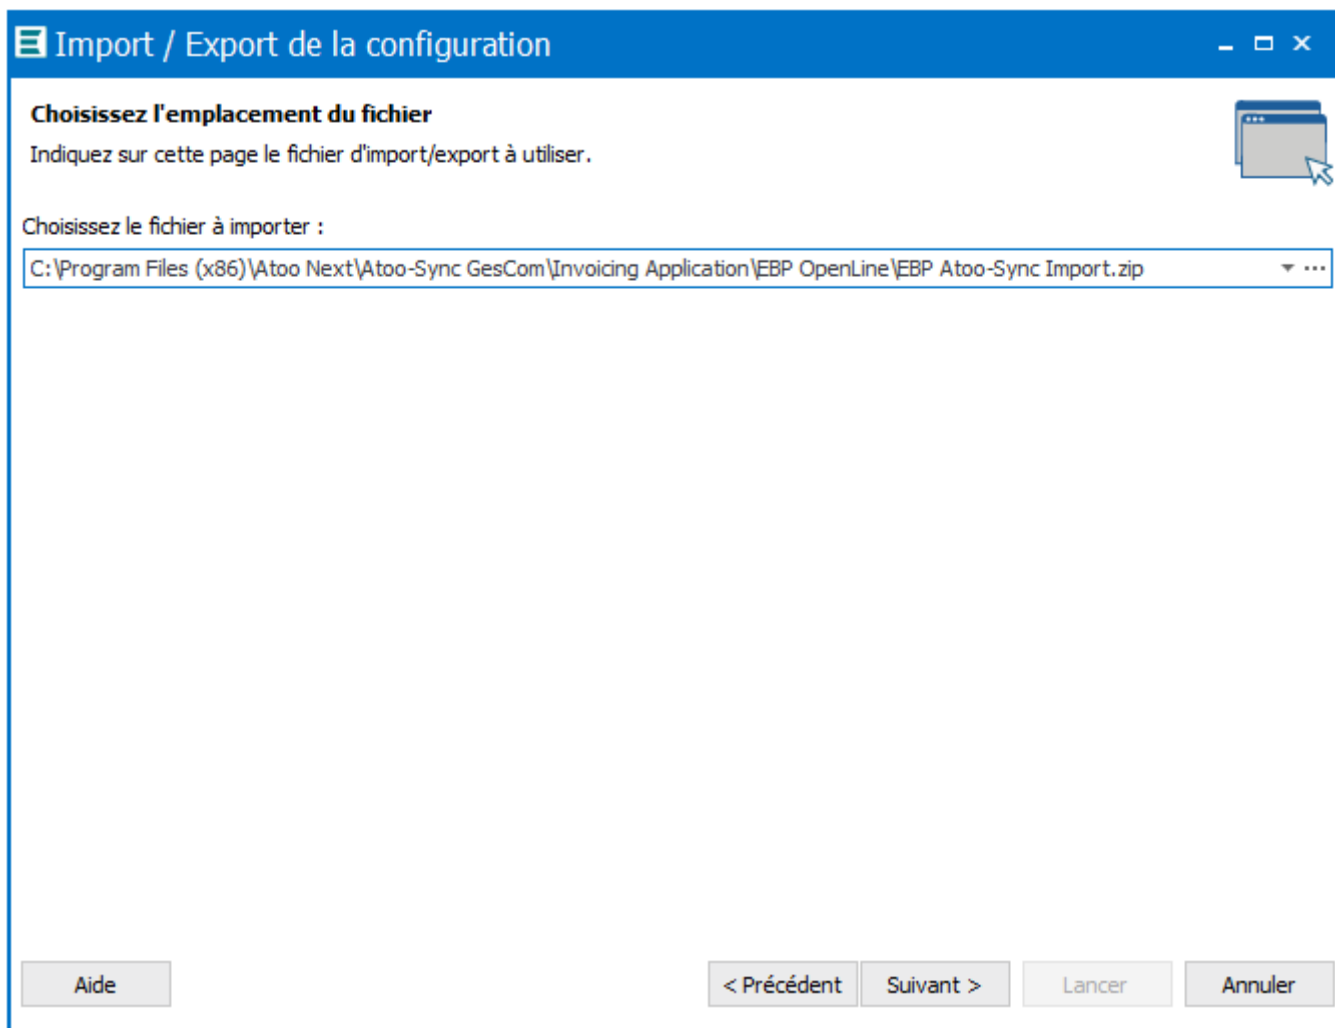 Import / Export de la configuration
Choisissez l'emplacement du fichier
Indiquez sur cette page le fichier d'import/export à utiliser.
Choisissez le fichier à importer :
C:\Program Files (x86)\Atoo Next\Atoo-Sync GesCom\Invoicing Application\EBP OpenLine\EBP Atoo-Sync Import.zip
Aide < Précédent Suivant > Lancer Annuler